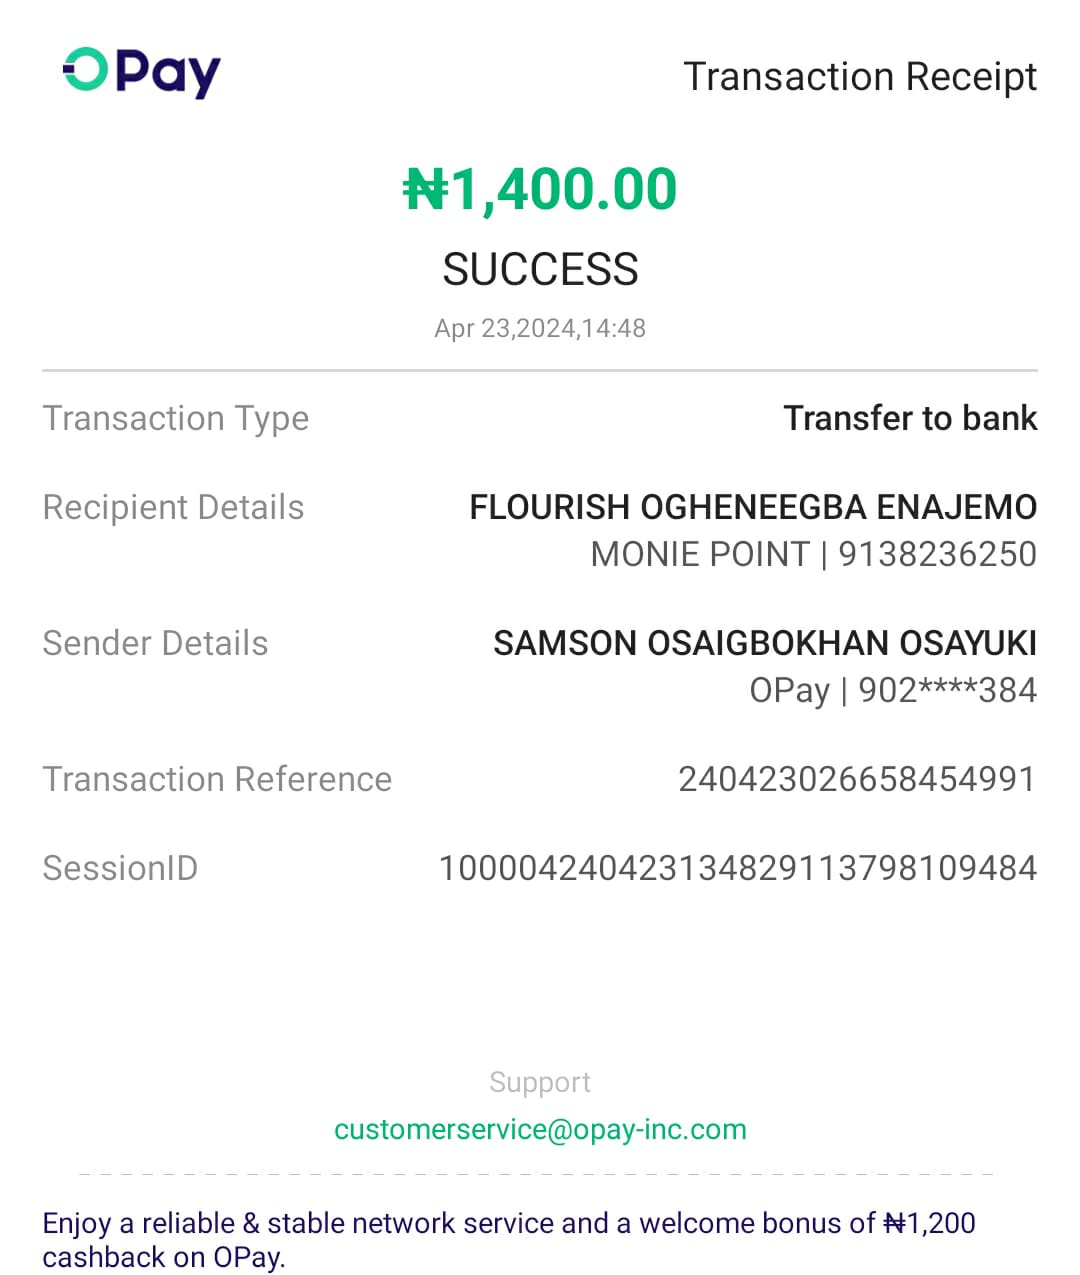 OPay
Transaction Receipt
₦1,400.00
SUCCESS
Apr 23,2024,14:48
Transaction Type
Transfer to bank
Recipient Details
FLOURISH OGHENEEGBA ENAJEMO
MONIE POINT | 9138236250
Sender Details
SAMSON OSAIGBOKHAN OSAYUKI
OPay | 902****384
Transaction Reference
240423026658454991
SessionID
100004240423134829113798109484
Support
customerservice@opay-inc.com
Enjoy a reliable & stable network service and a welcome bonus of ₦1,200
cashback on OPay.